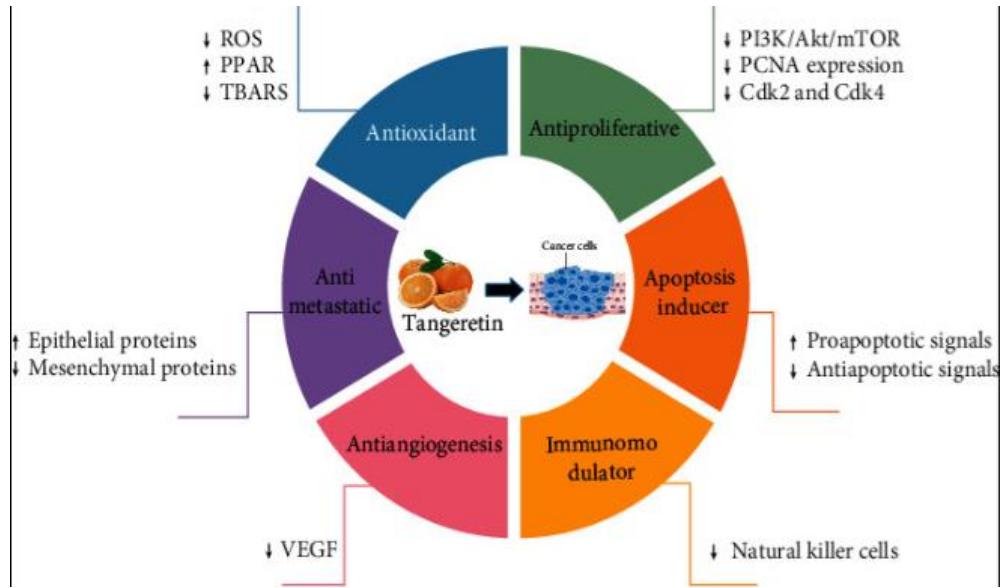 ↓ ROS
↑ PPAR
↓ TBARS
↓ PI3K/Akt/mTOR
↓ PCNA expression
↓ Cdk2 and Cdk4
Antioxidant
Antiproliferative
Anti
metastatic
Cancer cells
Tangeretin
Apoptosis
inducer
↑ Epithelial proteins
↓ Mesenchymal proteins
↑ Proapoptotic signals
↓ Antiapoptotic signals
Antiangiogenesis
Immunomo
dulator
↓ VEGF
↓ Natural killer cells